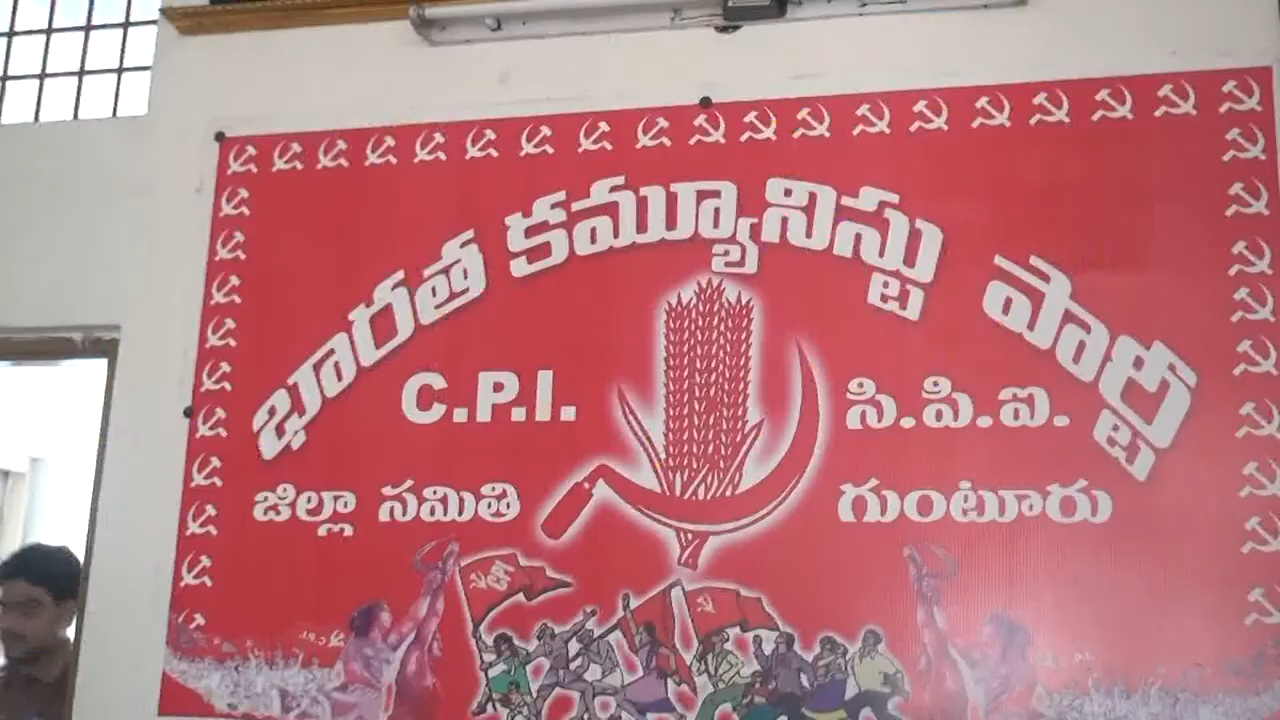 భారత కమ్యూనిస్టు పార్టీ
C.P.I. సి.పి.ఐ.
జిల్లా సమితి గుంటూరు
CPI